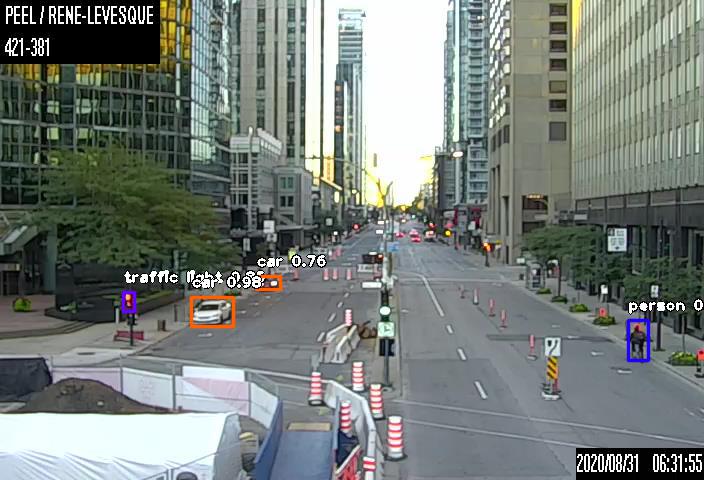 PEEL / RENE-LEVESQUE
421-381
car 0.76
traffic light
car 0.98
person 0
2020/08/31 06:31:55